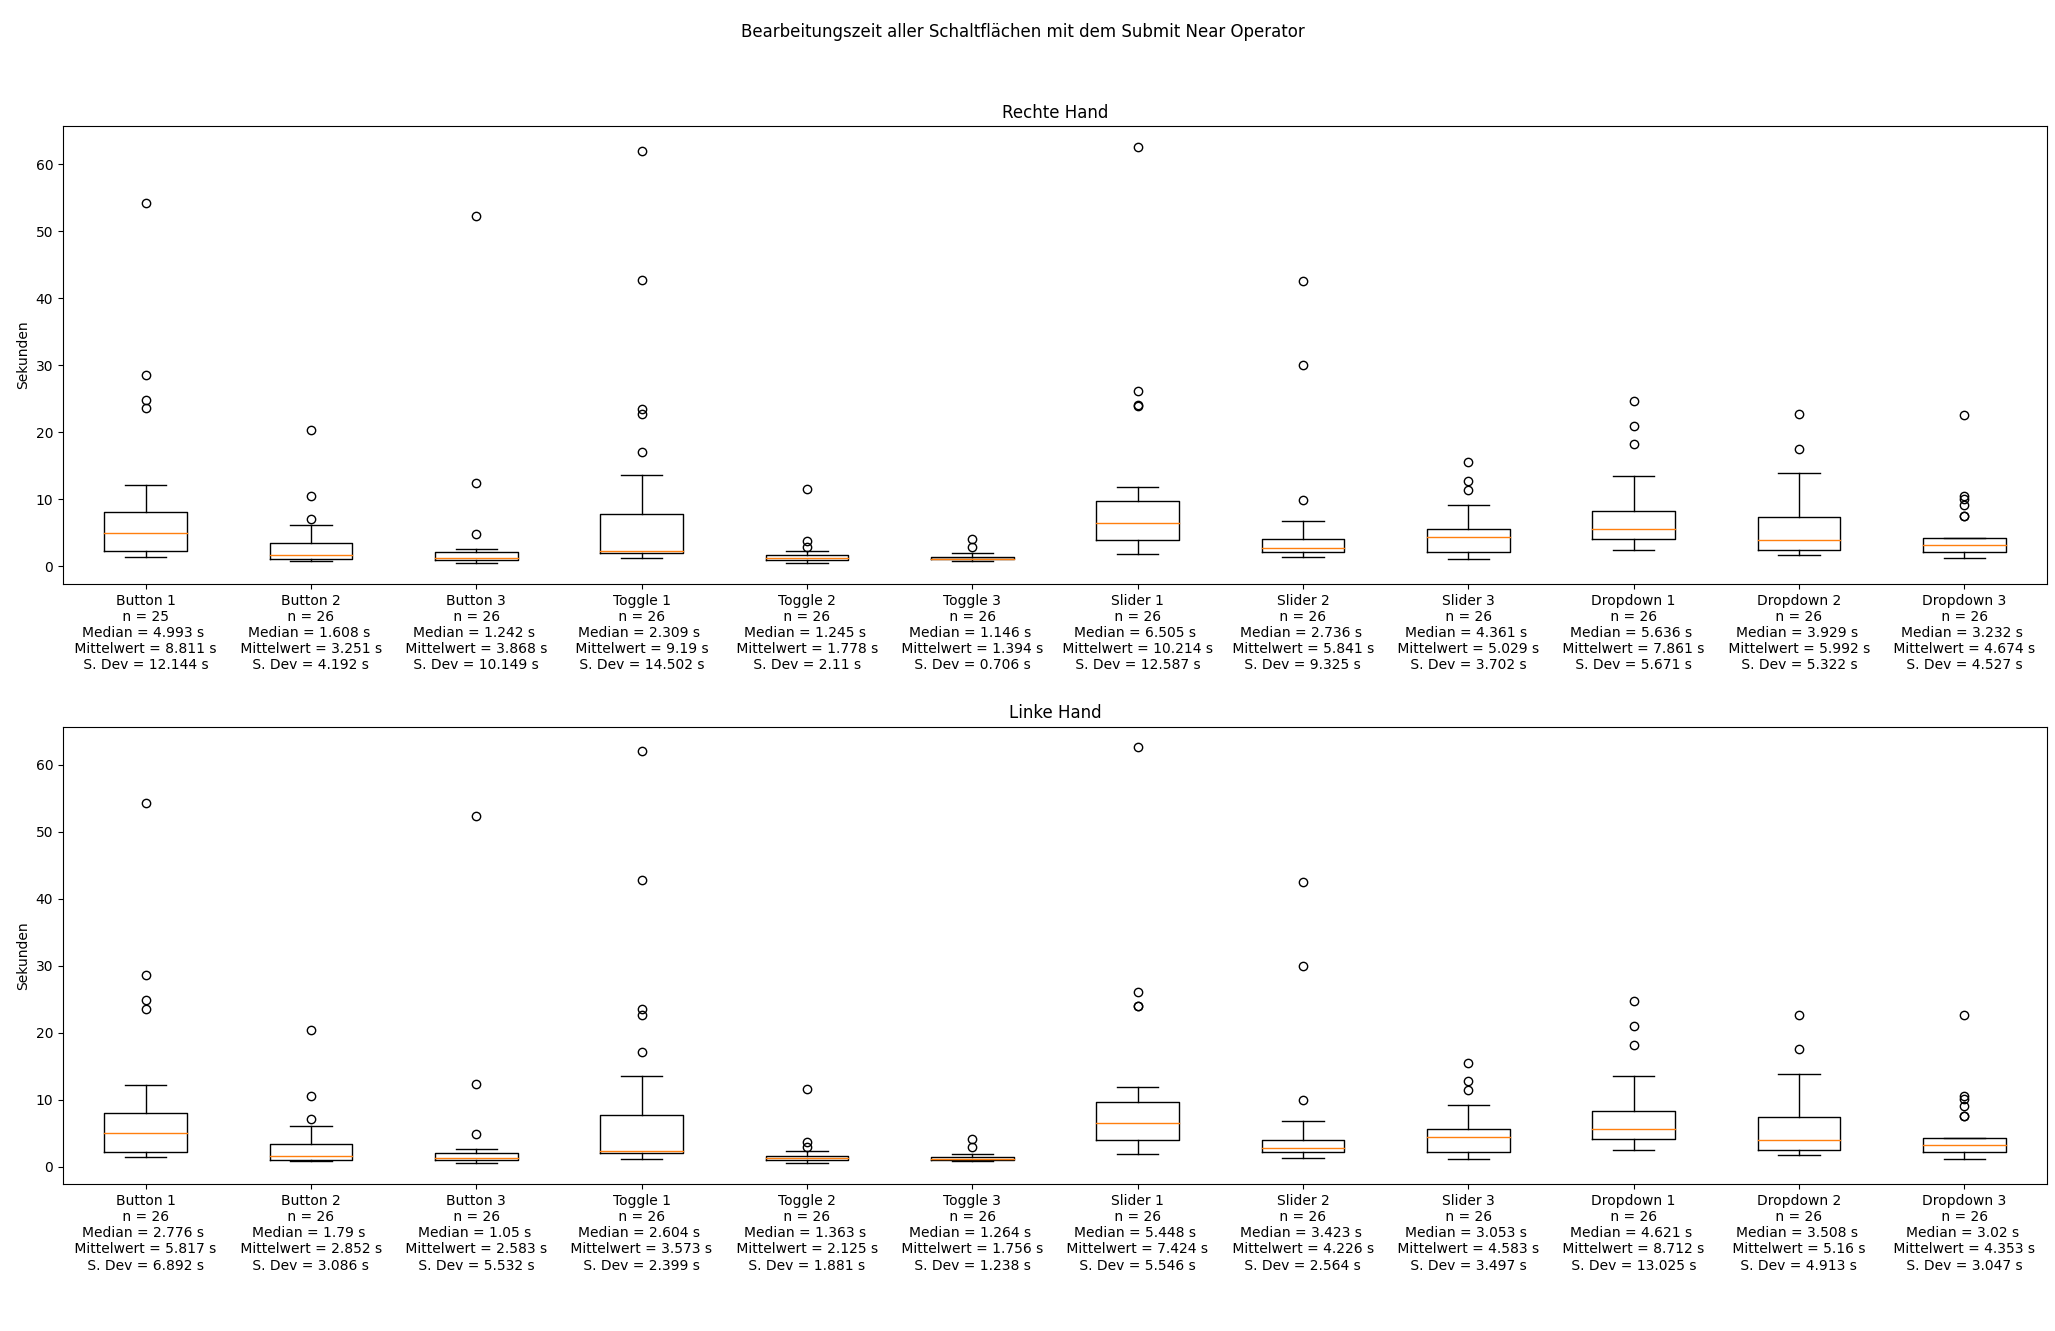 Bearbeitungszeit aller Schaltflächen mit dem Submit Near Operator
Rechte Hand
60
50
40
30
20
10
0
Sekunden
Button 1 Button 2 Button 3 Toggle 1 Toggle 2 Toggle 3 Slider 1 Slider 2 Slider 3 Dropdown 1 Dropdown 2 Dropdown 3
n = 25 n = 26 n = 26 n = 26 n = 26 n = 26 n = 26 n = 26 n = 26 n = 26 n = 26 n = 26
Median = 4.993 s Median = 1.608 s Median = 1.242 s Median = 2.309 s Median = 1.245 s Median = 1.146 s Median = 6.505 s Median = 2.736 s Median = 4.361 s Median = 5.636 s Median = 3.929 s Median = 3.232 s
Mittelwert = 8.811 s Mittelwert = 3.251 s Mittelwert = 3.868 s Mittelwert = 9.19 s Mittelwert = 1.778 s Mittelwert = 1.394 s Mittelwert = 10.214 s Mittelwert = 5.841 s Mittelwert = 5.029 s Mittelwert = 7.861 s Mittelwert = 5.992 s Mittelwert = 4.674 s
S. Dev = 12.144 s S. Dev = 4.192 s S. Dev = 10.149 s S. Dev = 14.502 s S. Dev = 2.11 s S. Dev = 0.706 s S. Dev = 12.587 s S. Dev = 9.325 s S. Dev = 3.702 s S. Dev = 5.671 s S. Dev = 5.322 s S. Dev = 4.527 s
Linke Hand
60
50
40
30
20
10
0
Sekunden
Button 1 Button 2 Button 3 Toggle 1 Toggle 2 Toggle 3 Slider 1 Slider 2 Slider 3 Dropdown 1 Dropdown 2 Dropdown 3
n = 26 n = 26 n = 26 n = 26 n = 26 n = 26 n = 26 n = 26 n = 26 n = 26 n = 26 n = 26
Median = 2.776 s Median = 1.79 s Median = 1.05 s Median = 2.604 s Median = 1.363 s Median = 1.264 s Median = 5.448 s Median = 3.423 s Median = 3.053 s Median = 4.621 s Median = 3.508 s Median = 3.02 s
Mittelwert = 5.817 s Mittelwert = 2.852 s Mittelwert = 2.583 s Mittelwert = 3.573 s Mittelwert = 2.125 s Mittelwert = 1.756 s Mittelwert = 7.424 s Mittelwert = 4.226 s Mittelwert = 4.583 s Mittelwert = 8.712 s Mittelwert = 5.16 s Mittelwert = 4.353 s
S. Dev = 6.892 s S. Dev = 3.086 s S. Dev = 5.532 s S. Dev = 2.399 s S. Dev = 1.881 s S. Dev = 1.238 s S. Dev = 5.546 s S. Dev = 2.564 s S. Dev = 3.497 s S. Dev = 13.025 s S. Dev = 4.913 s S. Dev = 3.047 s